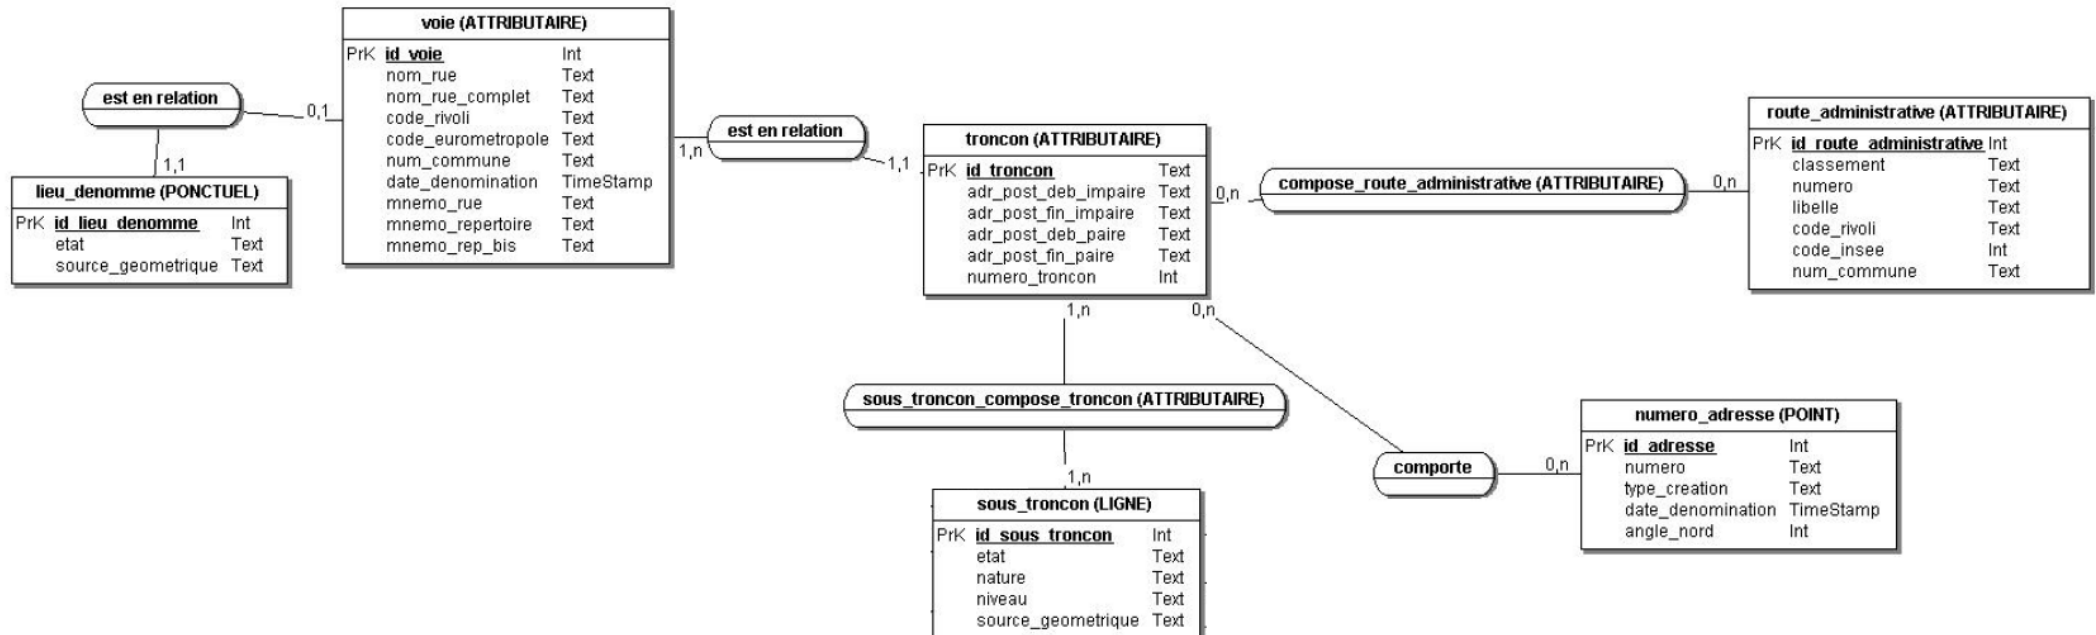 voie (ATTRIBUTAIRE)
PrK id_voie Int
nom_rue Text
nom_rue_complet Text
code_rivoli Text
code_eurometropole Text
num_commune Text
date_denomination TimeStamp
mnemo_rue Text
mnemo_repertoire Text
mnemo_rep_bis Text
est en relation
0,1
1,1
lieu_denomme (PONCTUEL)
PrK id_lieu_denomme Int
etat Text
source_geometrique Text
1,n
est en relation
1,1
troncon (ATTRIBUTAIRE)
PrK id_troncon Text
adr_post_deb_impaire Text
adr_post_fin_impaire Text
adr_post_deb_paire Text
adr_post_fin_paire Text
numero_troncon Int
0,n
compose_route_administrative (ATTRIBUTAIRE)
0,n
route_administrative (ATTRIBUTAIRE)
PrK id_route_administrative Int
classement Text
numero Text
libelle Text
code_rivoli Text
code_insee Int
num_commune Text
1,n
0,n
sous_troncon_compose_troncon (ATTRIBUTAIRE)
1,n
sous_troncon (LIGNE)
PrK id_sous_troncon Int
etat Text
nature Text
niveau Text
source_geometrique Text
comporte
0,n
numero_adresse (POINT)
PrK id_adresse Int
numero Text
type_creation Text
date_denomination TimeStamp
angle_nord Int